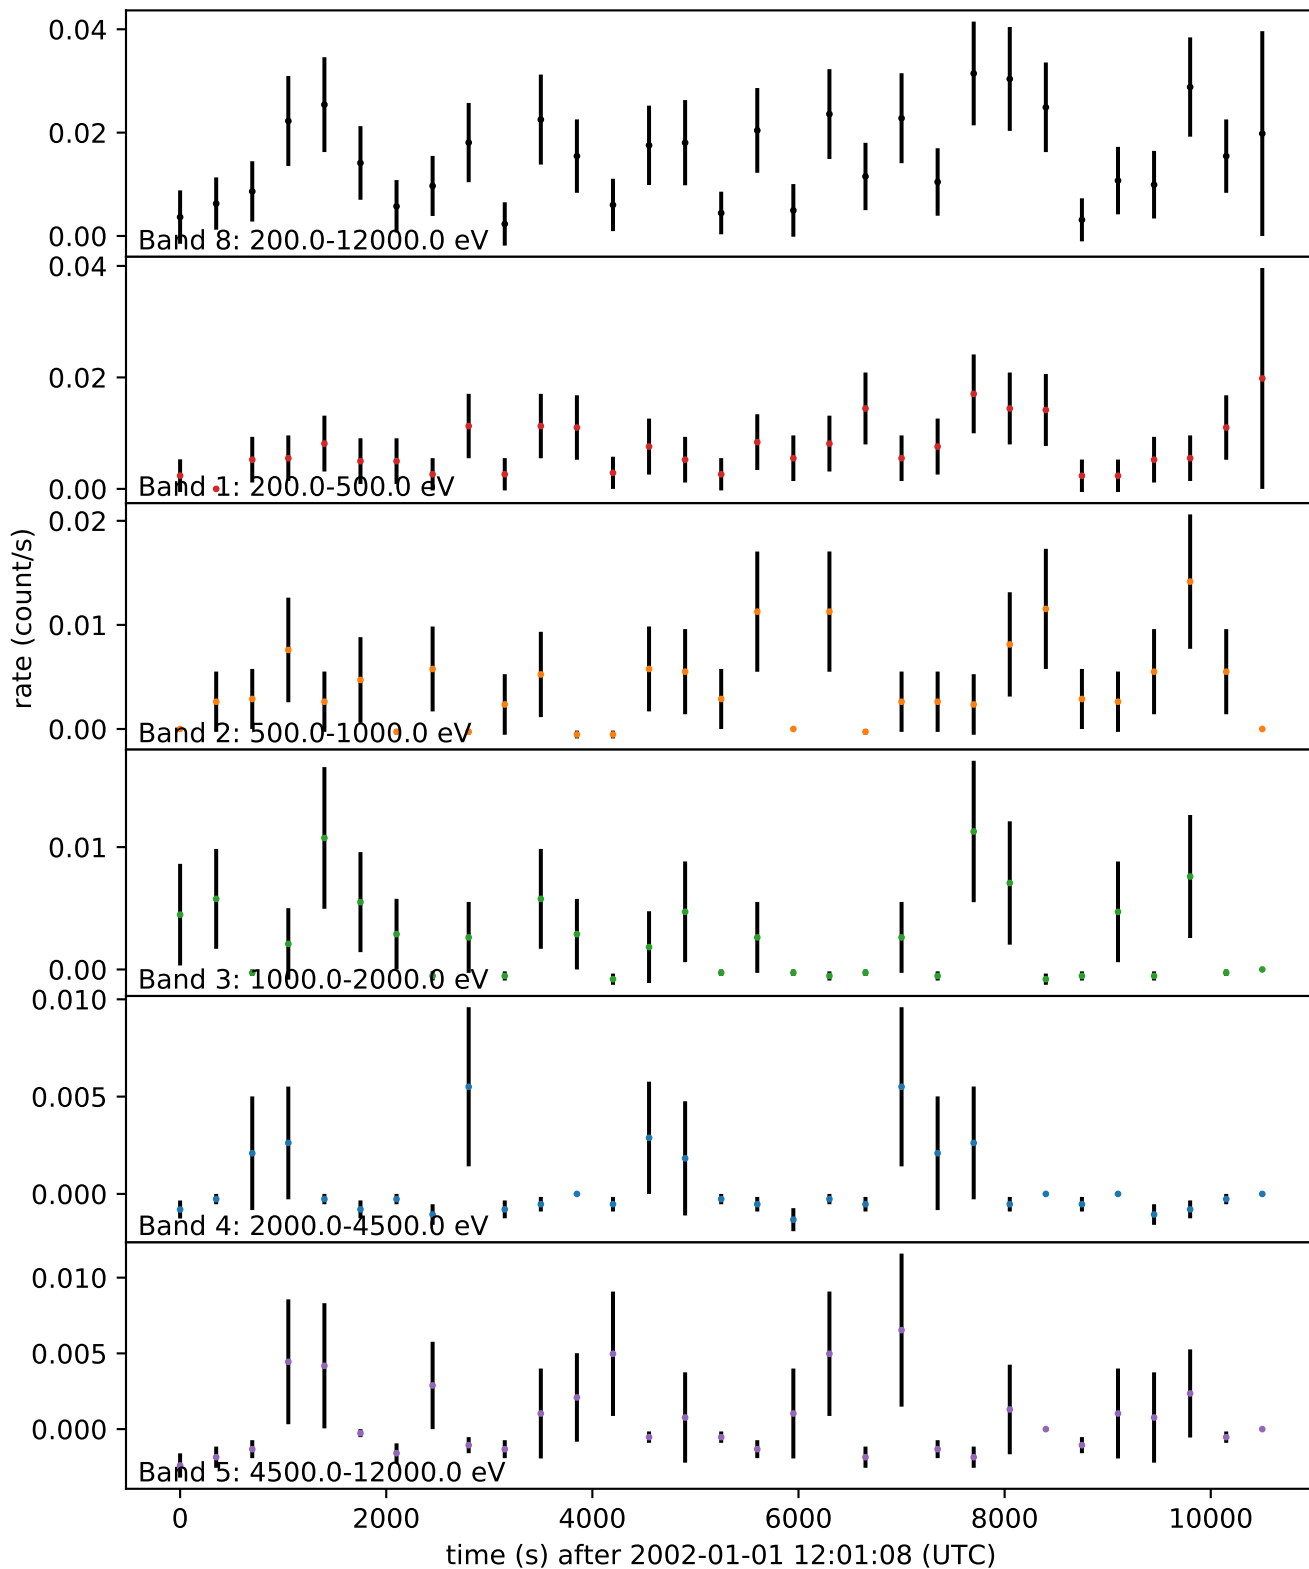 0.04
0.02
0.00
Band 8: 200.0-12000.0 eV
0.04
0.02
0.00
Band 1: 200.0-500.0 eV
0.02
0.01
0.00
Band 2: 500.0-1000.0 eV
rate (count/s)
0.01
0.00
Band 3: 1000.0-2000.0 eV
0.010
0.005
0.000
Band 4: 2000.0-4500.0 eV
0.010
0.005
0.000
Band 5: 4500.0-12000.0 eV
0 2000 4000 6000 8000 10000
time (s) after 2002-01-01 12:01:08 (UTC)